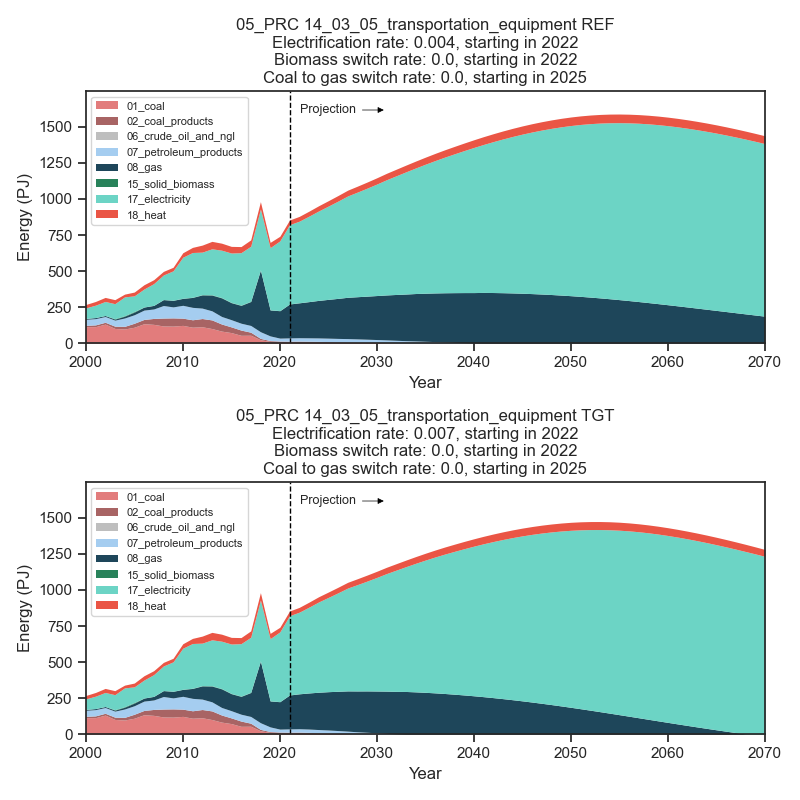 05_PRC 14_03_05_transportation_equipment REF
Electrification rate: 0.004, starting in 2022
Biomass switch rate: 0.0, starting in 2022
Coal to gas switch rate: 0.0, starting in 2025
01_coal
02_coal_products
06_crude_oil_and_ngl
07_petroleum_products
08_gas
15_solid_biomass
17_electricity
18_heat
Projection
Energy (PJ)
1500
1250
1000
750
500
250
0
2000 2010 2020 2030 2040 2050 2060 2070
Year
05_PRC 14_03_05_transportation_equipment TGT
Electrification rate: 0.007, starting in 2022
Biomass switch rate: 0.0, starting in 2022
Coal to gas switch rate: 0.0, starting in 2025
01_coal
02_coal_products
06_crude_oil_and_ngl
07_petroleum_products
08_gas
15_solid_biomass
17_electricity
18_heat
Projection
Energy (PJ)
1500
1250
1000
750
500
250
0
2000 2010 2020 2030 2040 2050 2060 2070
Year